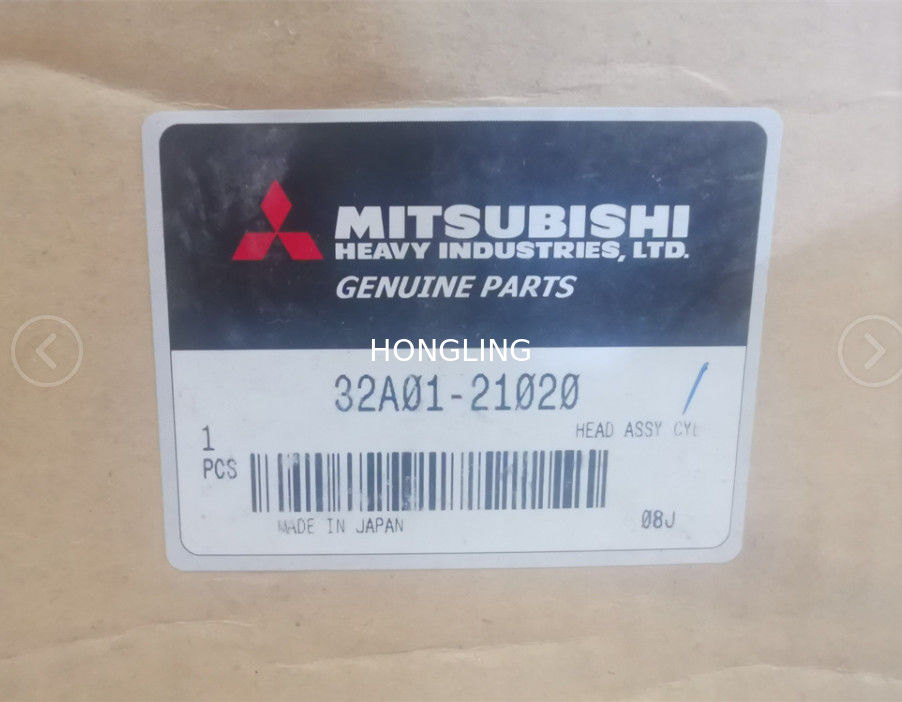 MITSUBISHI
HEAVY INDUSTRIES, LTD.
GENUINE PARTS
HONGLING
32A01-21020
HEAD ASSY CYL
1
PCS
MADE IN JAPAN
08J